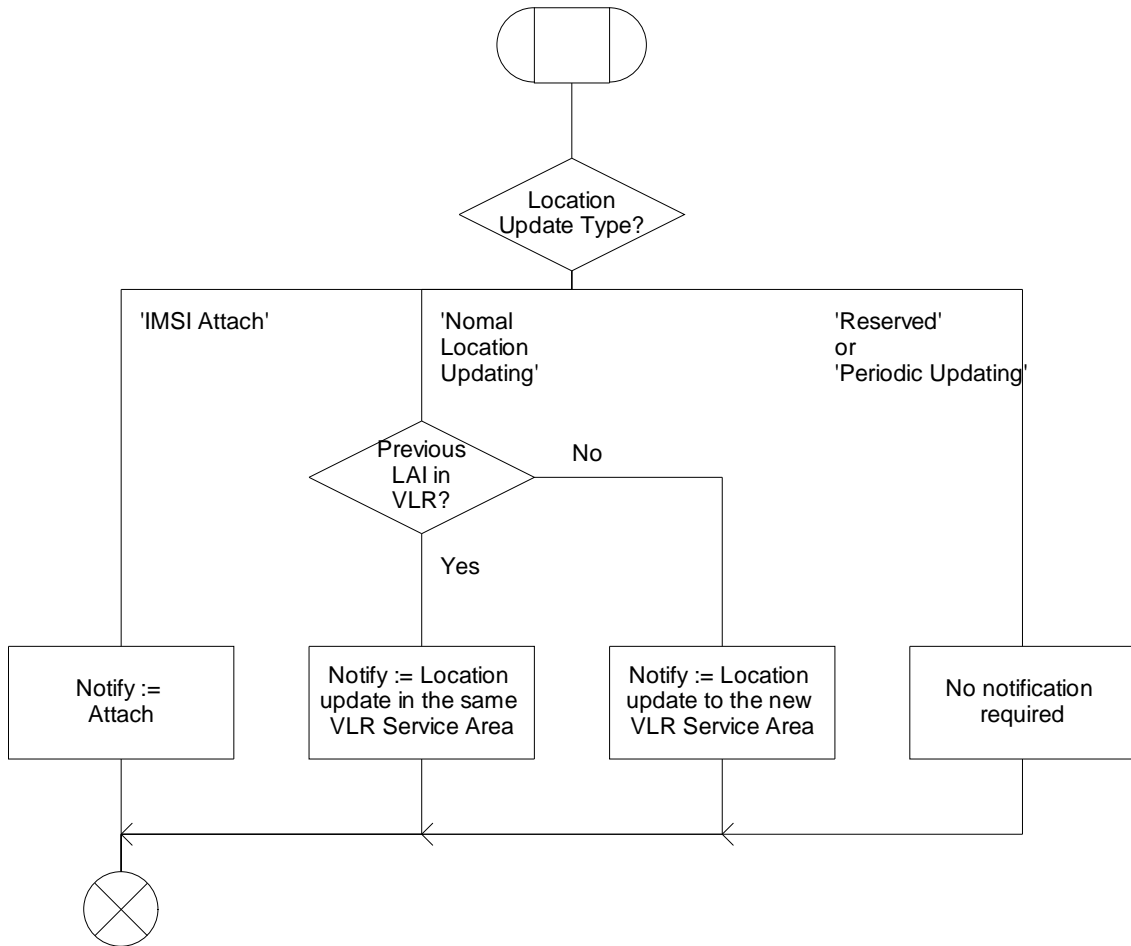 Location
Update Type?
'IMSI Attach'
'Nomal
Location
Updating'
'Reserved'
or
'Periodic Updating'
Previous
LAI in
VLR?
No
Yes
Notify :=
Attach
Notify := Location
update in the same
VLR Service Area
Notify := Location
update to the new
VLR Service Area
No notification
required